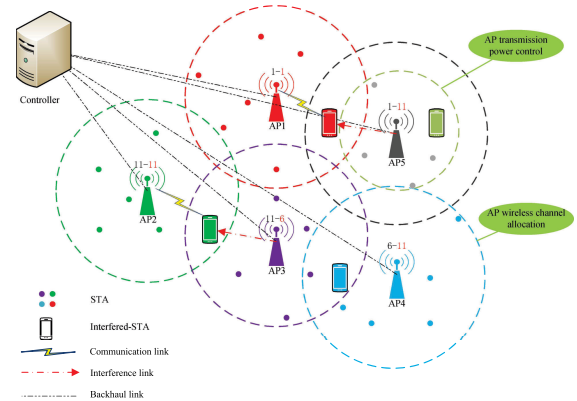 AP transmission
power control
Controller
1-1
AP1
1-11
AP5
11-11
AP2
11-6
AP3
6-11
AP4
AP wireless channel
allocation
STA
Interfered-STA
Communication link
Interference link
Backhaul link